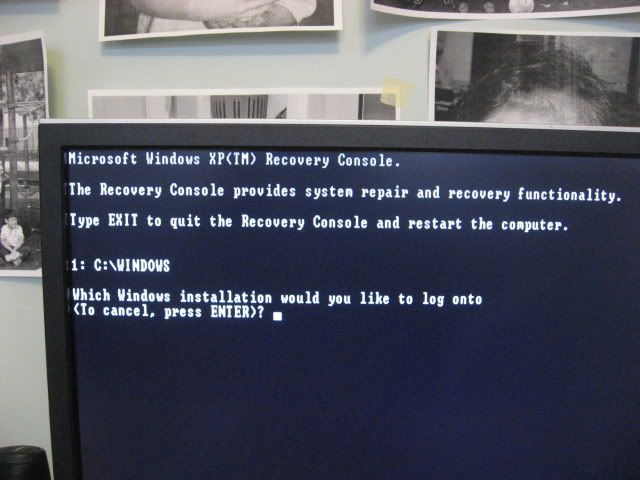 Microsoft Windows XP(TM) Recovery Console.
The Recovery Console provides system repair and recovery functionality.
Type EXIT to quit the Recovery Console and restart the computer.
1: C:\WINDOWS
Which Windows installation would you like to log onto
(To cancel, press ENTER)?